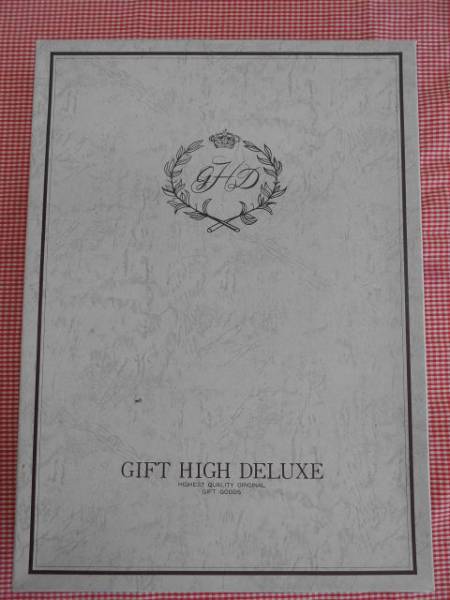 GHD
GIFT HIGH DELUXE
HIGHEST QUALITY ORIGINAL
GIFT GOODS